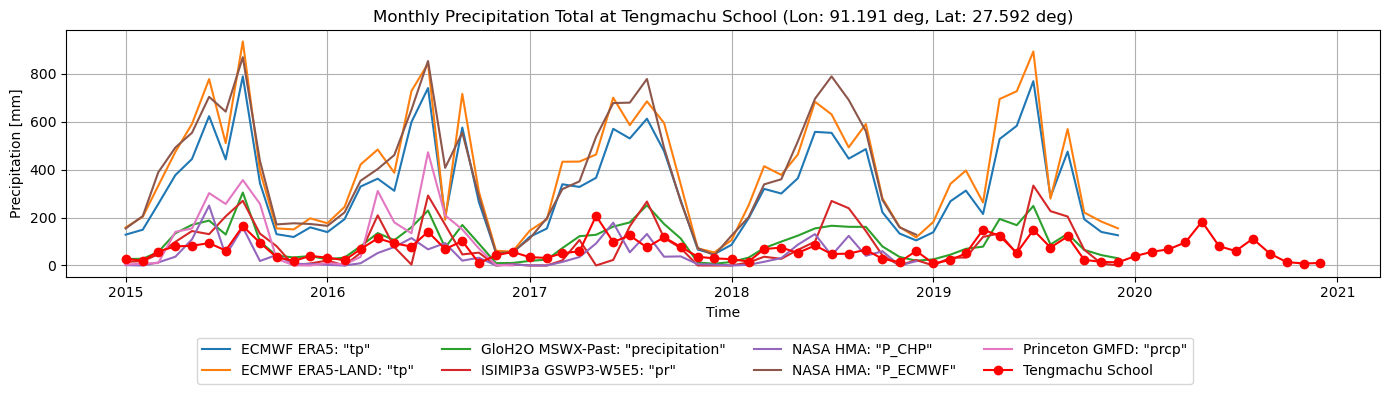 Monthly Precipitation Total at Tengmachu School (Lon: 91.191 deg, Lat: 27.592 deg)
Precipitation [mm]
800
600
400
200
0
2015 2016 2017 2018 2019 2020 2021
Time
ECMWF ERA5: "tp" GloH2O MSWX-Past: "precipitation" NASA HMA: "P_CHP" Princeton GMFD: "prcp"
ECMWF ERA5-LAND: "tp" ISIMIP3a GSWP3-W5E5: "pr" NASA HMA: "P_ECMWF" Tengmachu School